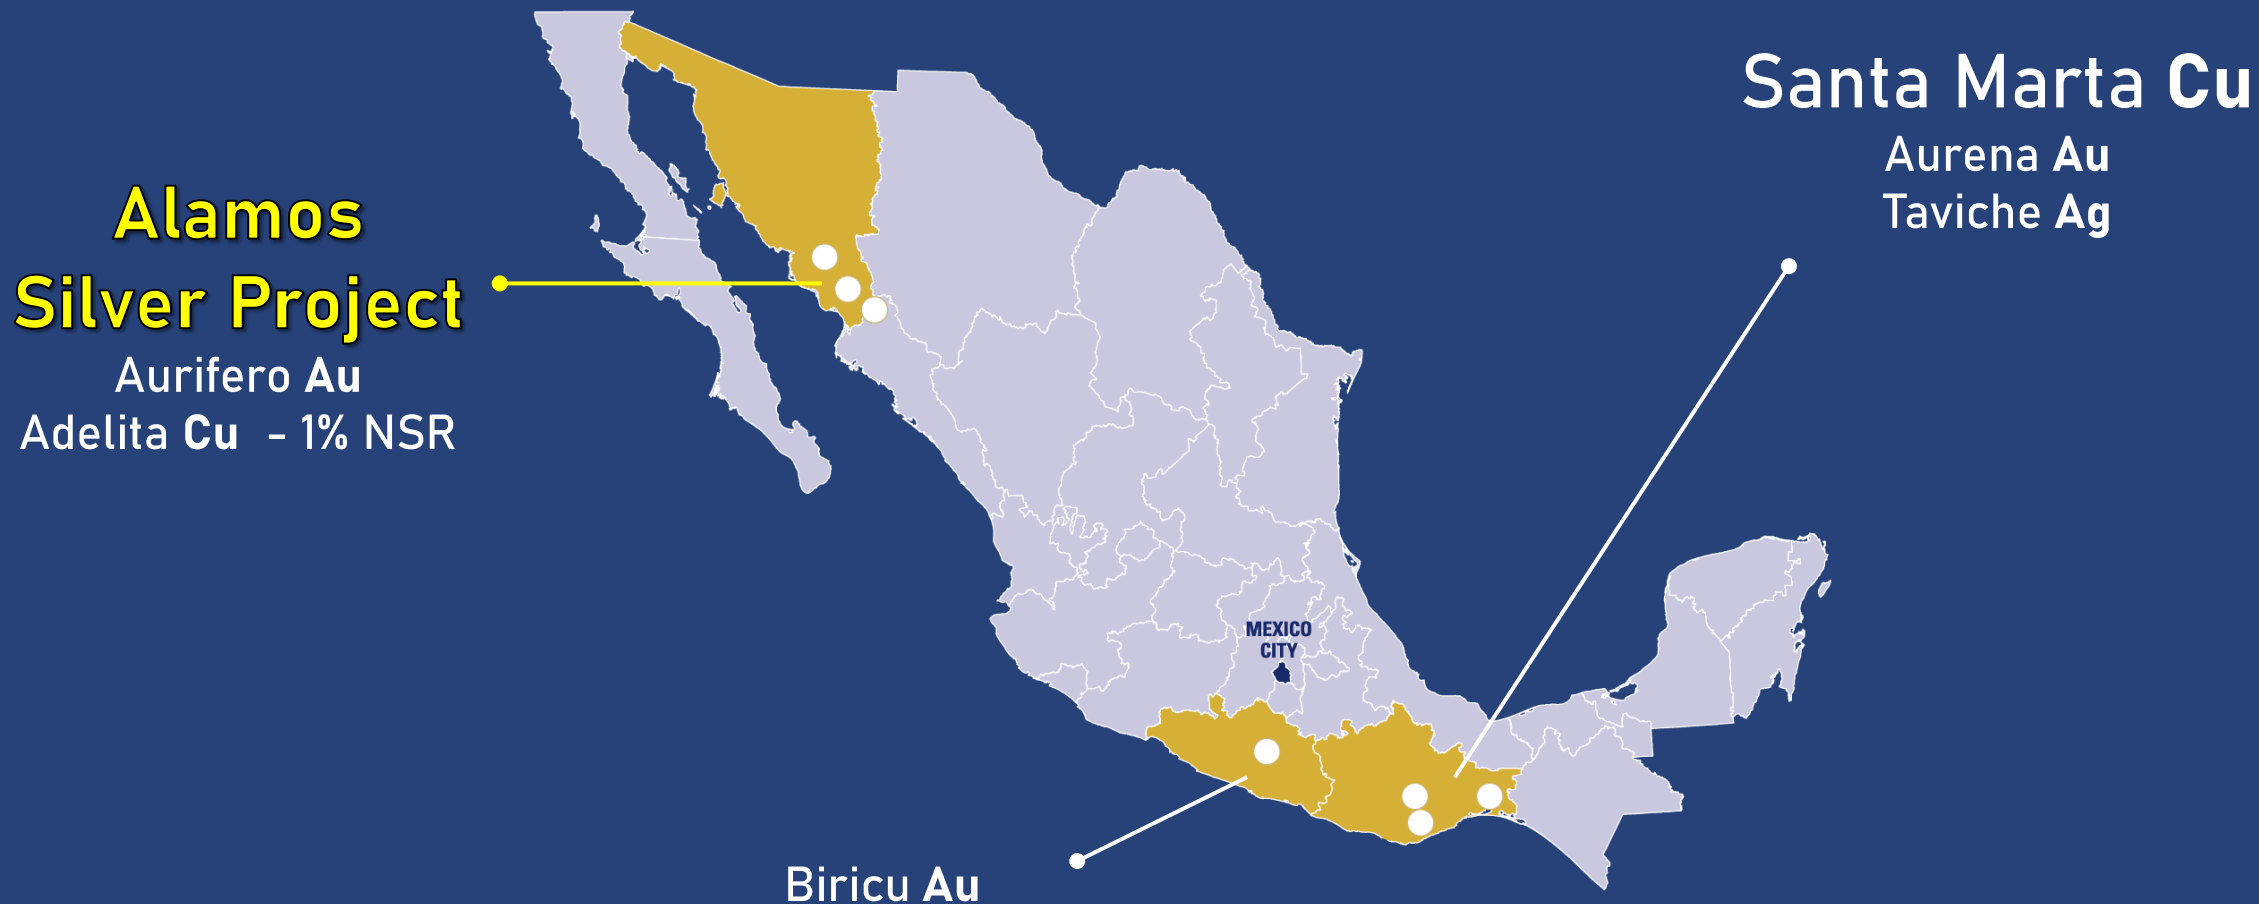 Alamos
Silver Project
Aurifero Au
Adelita Cu - 1% NSR
Santa Marta Cu
Aurena Au
Taviche Ag
MEXICO
CITY
Biricu Au